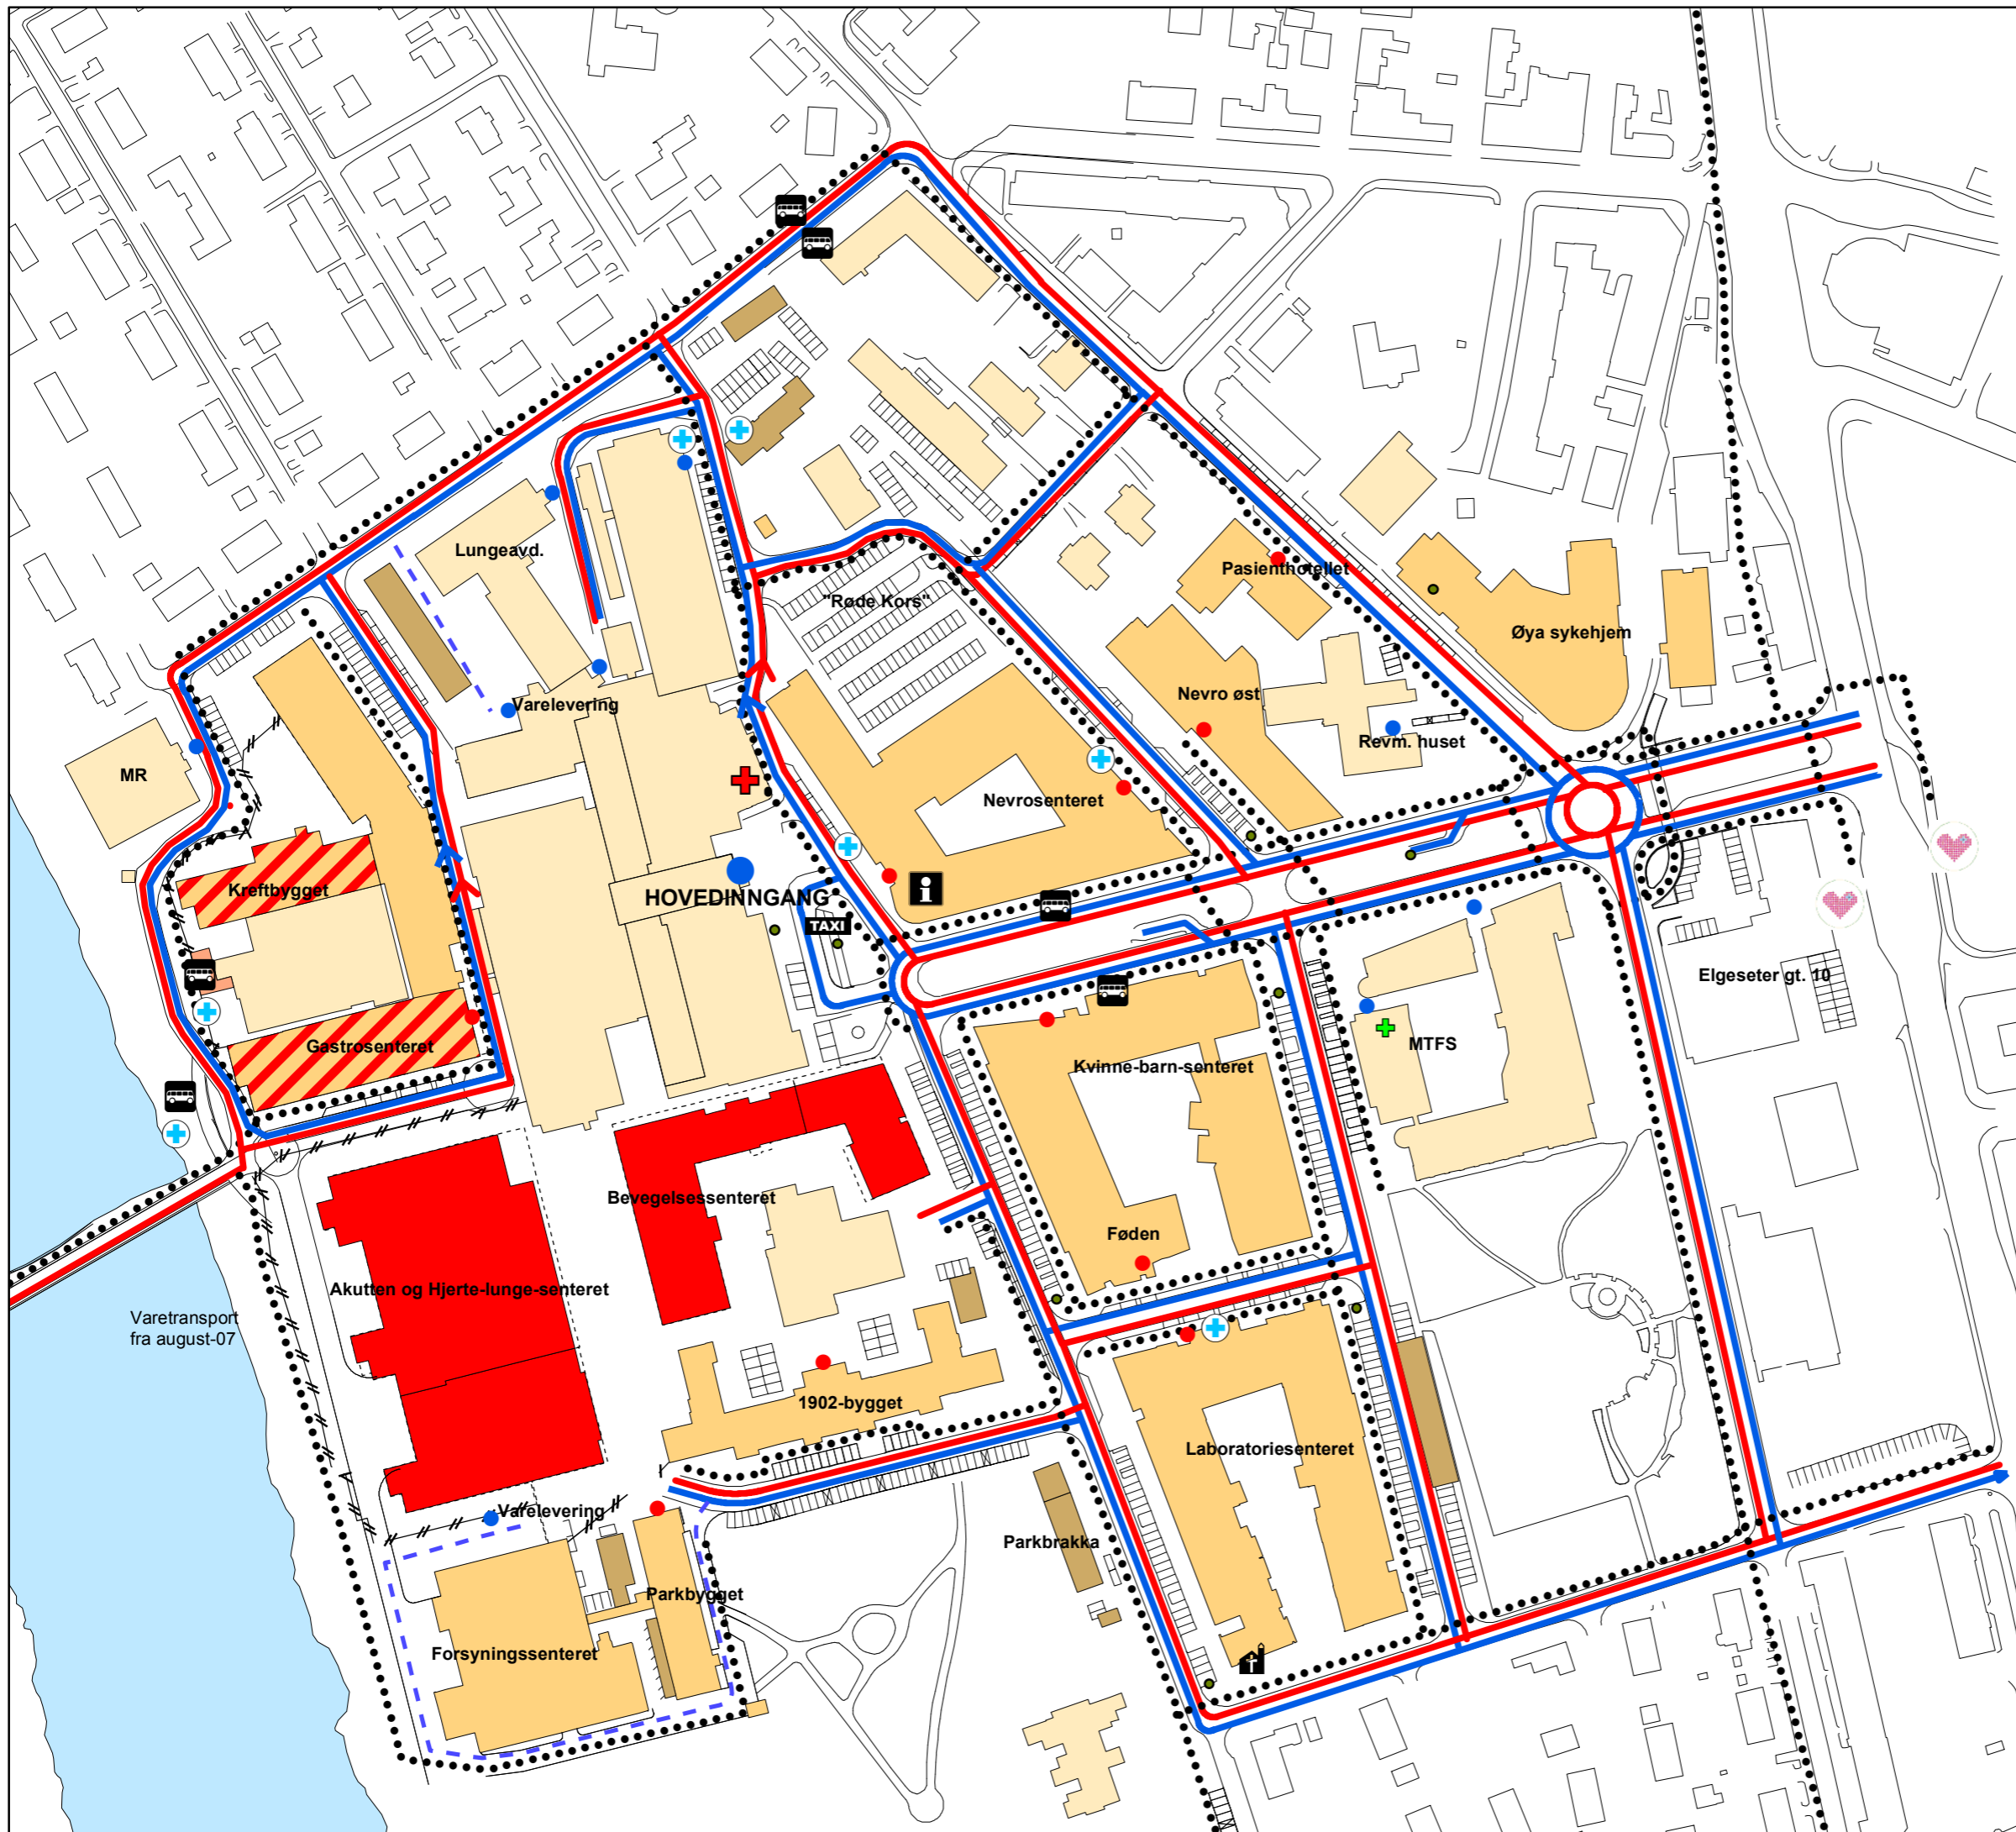 Lungeavd.
Pasienthotellet
"Røde Kors"
Øya sykehjem
Nevro øst
Varelevering
Revm. huset
MR
Nevrosenteret
Kreftbygget
HOVEDINNGANG
i
TAXI
Elgeseter gt. 10
Gastrosenteret
MTFS
Kvinne-barn-senteret
Bevegelsessenteret
Føden
Akutten og Hjerte-lunge-senteret
Varetransport
fra august-07
1902-bygget
Laboratoriesenteret
Varelevering
Parkbrakka
Parkbygget
Forsyningssenteret